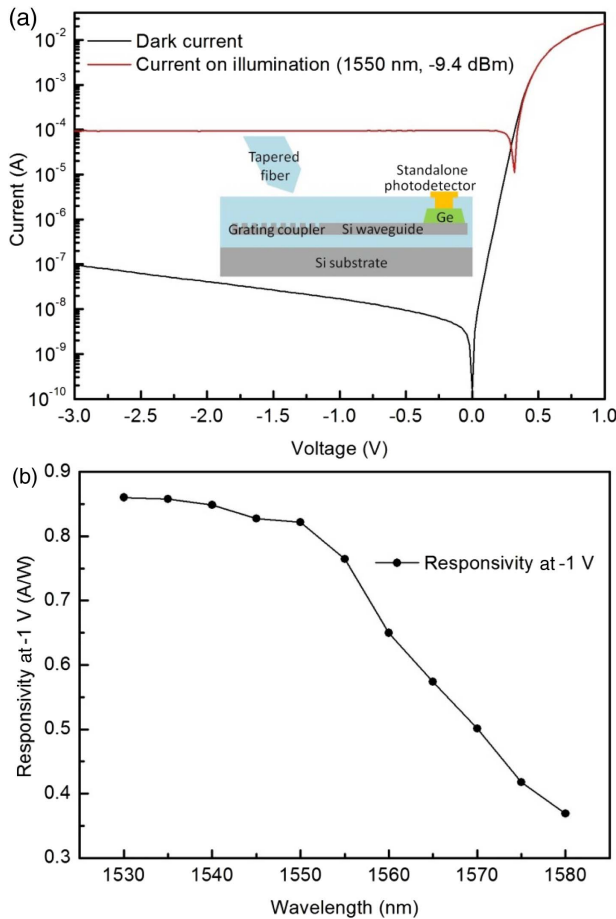 (a)
10⁻²
10⁻³
10⁻⁴
10⁻⁵
10⁻⁶
10⁻⁷
10⁻⁸
10⁻⁹
10⁻¹⁰
Current (A)
Dark current
Current on illumination (1550 nm, -9.4 dBm)
Tapered
fiber
Standalone
photodetector
Ge
Grating coupler
Si waveguide
Si substrate
-3.0 -2.5 -2.0 -1.5 -1.0 -0.5 0.0 0.5 1.0
Voltage (V)
(b)
0.9
0.8
0.7
0.6
0.5
0.4
0.3
Responsivity at -1 V (A/W)
Responsivity at -1 V
1530 1540 1550 1560 1570 1580
Wavelength (nm)